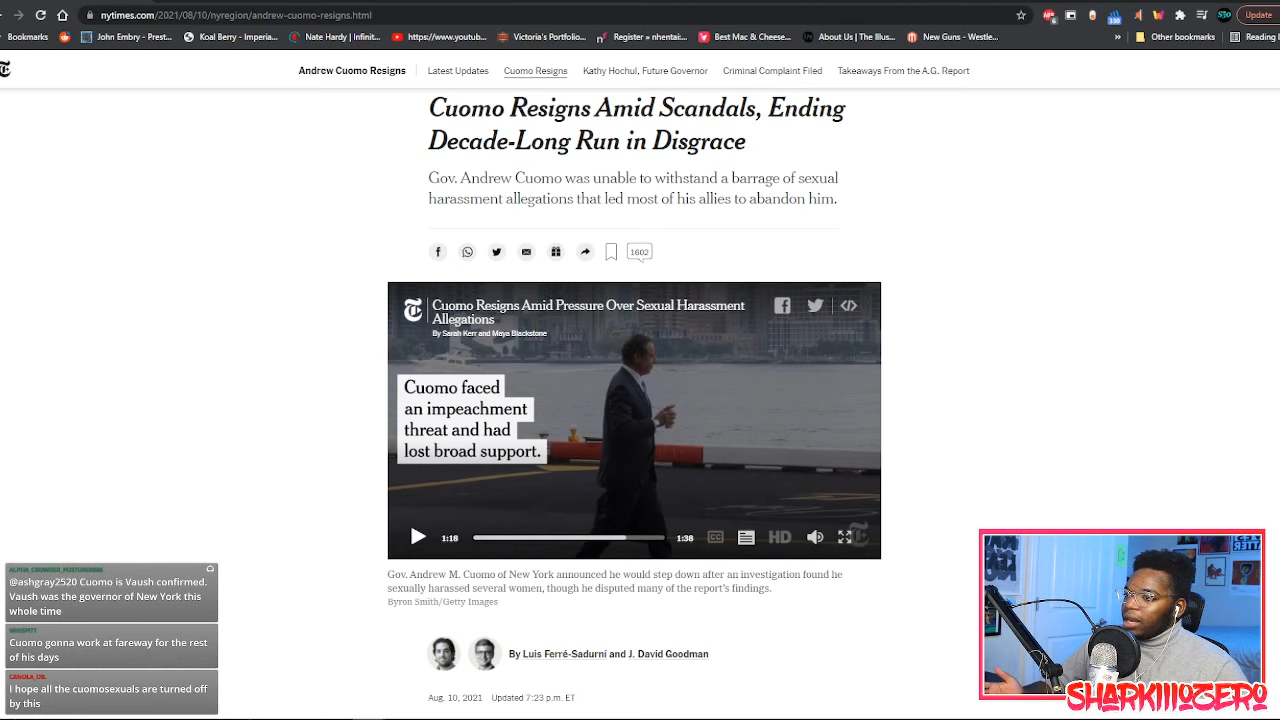 nytimes.com/2021/08/10/nyregion/andrew-cuomo-resigns.html
6
330
Sto
Update
Bookmarks
John Embry - Prest...
Koal Berry - Imperia...
Nate Hardy | Infinit...
https://www.youtub...
Victoria's Portfolio...
Register » nhentai:...
Best Mac & Cheese...
About Us | The Illus...
New Guns - Westle...
»
Other bookmarks
Reading l
Andrew Cuomo Resigns
Latest Updates
Cuomo Resigns
Kathy Hochul, Future Governor
Criminal Complaint Filed
Takeaways From the A.G. Report
Cuomo Resigns Amid Scandals, Ending
Decade-Long Run in Disgrace
Gov. Andrew Cuomo was unable to withstand a barrage of sexual
harassment allegations that led most of his allies to abandon him.
1602
Cuomo Resigns Amid Pressure Over Sexual Harassment
Allegations
By Sarah Kerr and Maya Blackstone
Cuomo faced
an impeachment
threat and had
lost broad support.
1:18
1:38
CC
HD
Gov. Andrew M. Cuomo of New York announced he would step down after an investigation found he
sexually harassed several women, though he disputed many of the report's findings.
Byron Smith/Getty Images
By Luis Ferré-Sadurní and J. David Goodman
Aug. 10, 2021 Updated 7:23 p.m. ET
@ashgray2520 Cuomo is Vaush confirmed.
Vaush was the governor of New York this
whole time
Cuomo gonna work at fareway for the rest
of his days
CANOLA_OIL
I hope all the cuomosexuals are turned off
by this
SHARK3OZERO